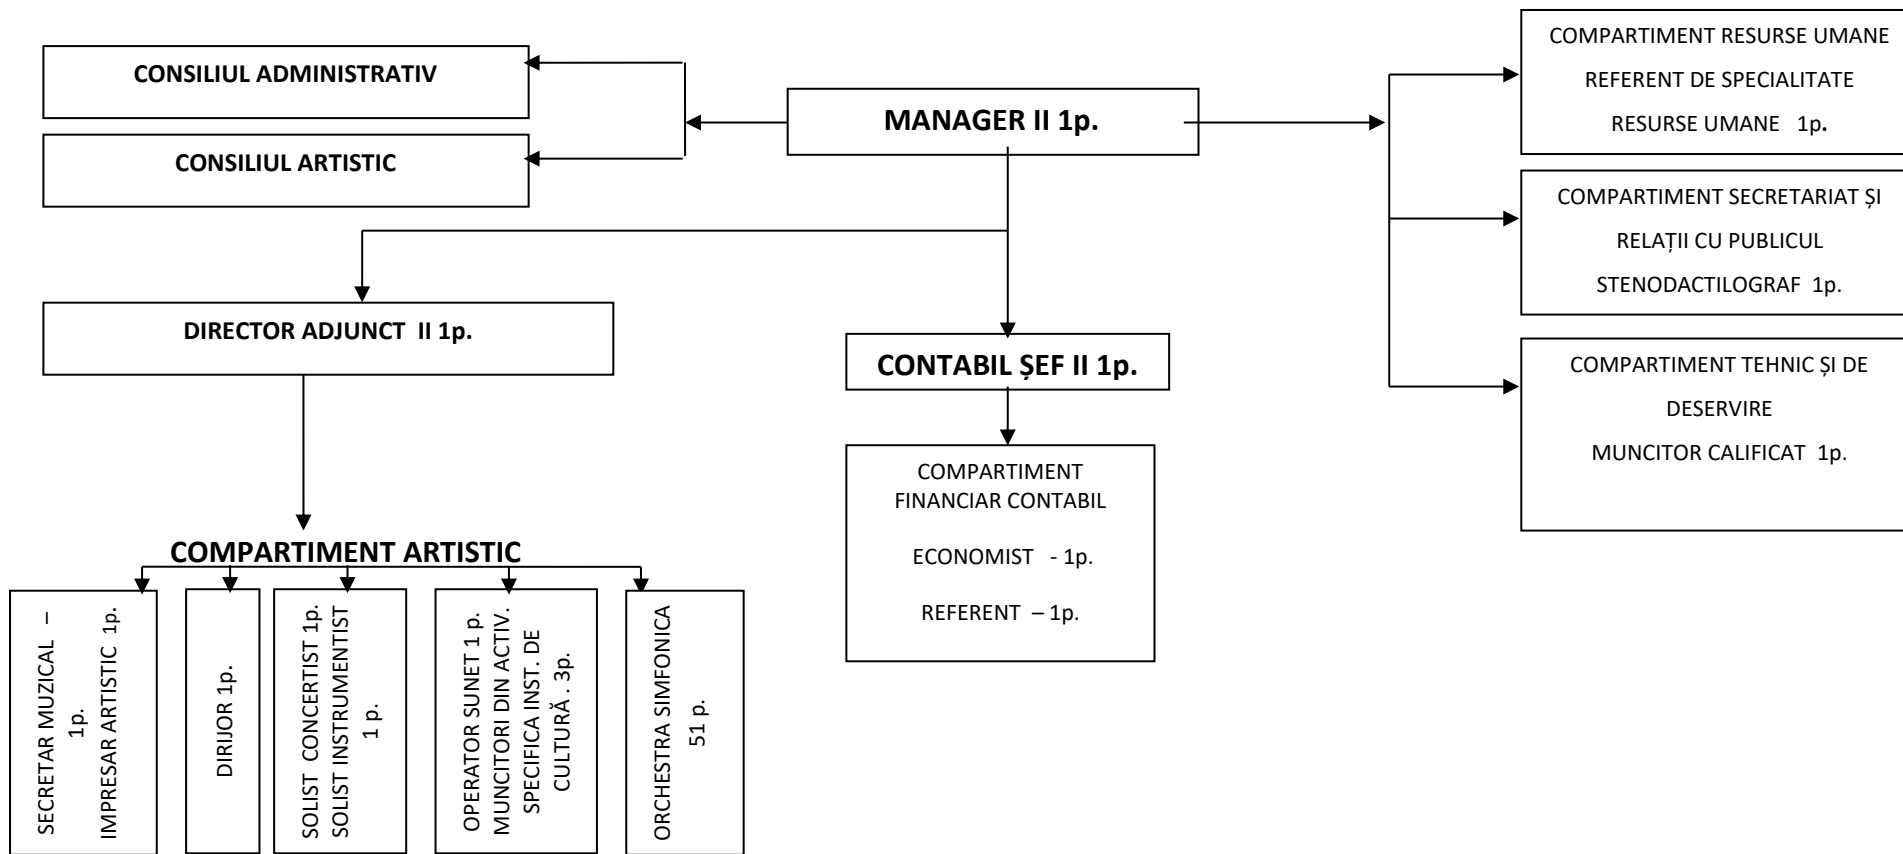 CONSILIUL ADMINISTRATIV
CONSILIUL ARTISTIC
MANAGER II 1p.
COMPARTIMENT RESURSE UMANE
REFERENT DE SPECIALITATE
RESURSE UMANE 1p.
COMPARTIMENT SECRETARIAT ȘI
RELAȚII CU PUBLICUL
STENODACTILOGRAF 1p.
COMPARTIMENT TEHNIC ȘI DE
DESERVIRE
MUNCITOR CALIFICAT 1p.
DIRECTOR ADJUNCT II 1p.
CONTABIL ȘEF II 1p.
COMPARTIMENT
FINANCIAR CONTABIL
ECONOMIST - 1p.
REFERENT – 1p.
COMPARTIMENT ARTISTIC
SECRETAR MUZICAL –
1p.
IMPRESAR ARTISTIC 1p.
DIRIJOR 1p.
SOLIST CONCERTIST 1p.
SOLIST INSTRUMENTIST
1 p.
OPERATOR SUNET 1 p.
MUNCITORI DIN ACTIV.
SPECIFICA INST. DE
CULTURĂ . 3p.
ORCHESTRA SIMFONICA
51 p.